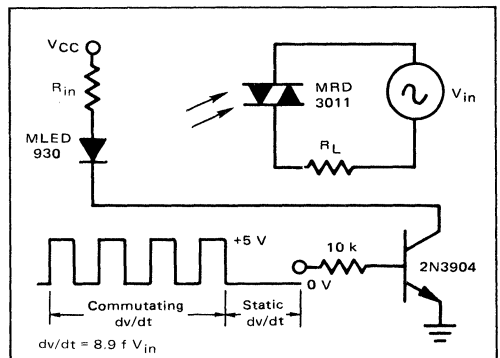 VCC
Rin
MLED
930
MRD
3011
Vin
RL
+5 V
10 k
2N3904
0 V
Commutating
dv/dt
Static
dv/dt
dv/dt = 8.9 f Vin